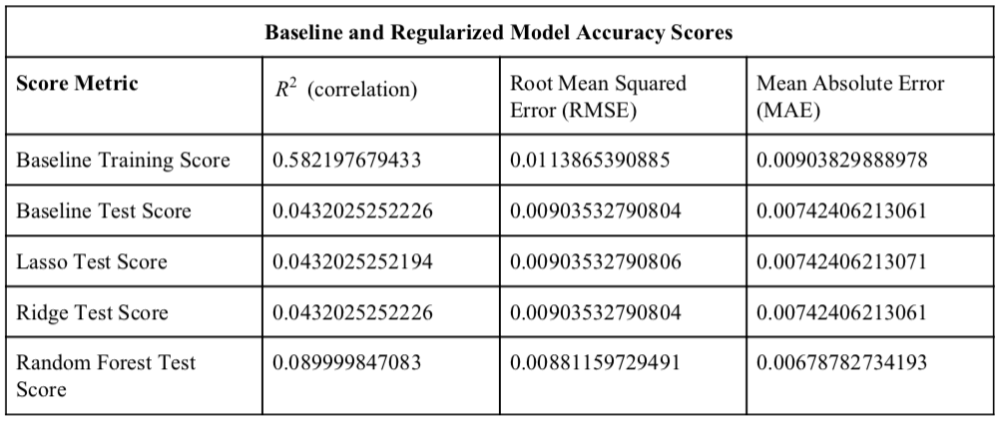 Baseline and Regularized Model Accuracy Scores
Score Metric R² (correlation) Root Mean Squared Error (RMSE) Mean Absolute Error (MAE)
Baseline Training Score 0.582197679433 0.0113865390885 0.00903829888978
Baseline Test Score 0.0432025252226 0.00903532790804 0.00742406213061
Lasso Test Score 0.0432025252194 0.00903532790806 0.00742406213071
Ridge Test Score 0.0432025252226 0.00903532790804 0.00742406213061
Random Forest Test Score 0.089999847083 0.00881159729491 0.00678782734193